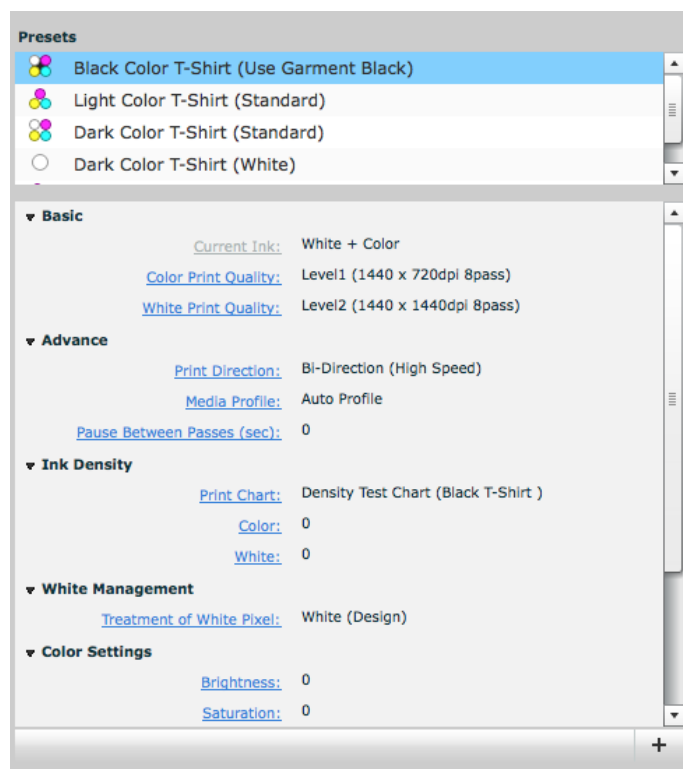 Presets
Black Color T-Shirt (Use Garment Black)
Light Color T-Shirt (Standard)
Dark Color T-Shirt (Standard)
Dark Color T-Shirt (White)
Basic
Current Ink: White + Color
Color Print Quality: Level1 (1440 x 720dpi 8pass)
White Print Quality: Level2 (1440 x 1440dpi 8pass)
Advance
Print Direction: Bi-Direction (High Speed)
Media Profile: Auto Profile
Pause Between Passes (sec): 0
Ink Density
Print Chart: Density Test Chart (Black T-Shirt )
Color: 0
White: 0
White Management
Treatment of White Pixel: White (Design)
Color Settings
Brightness: 0
Saturation: 0
+